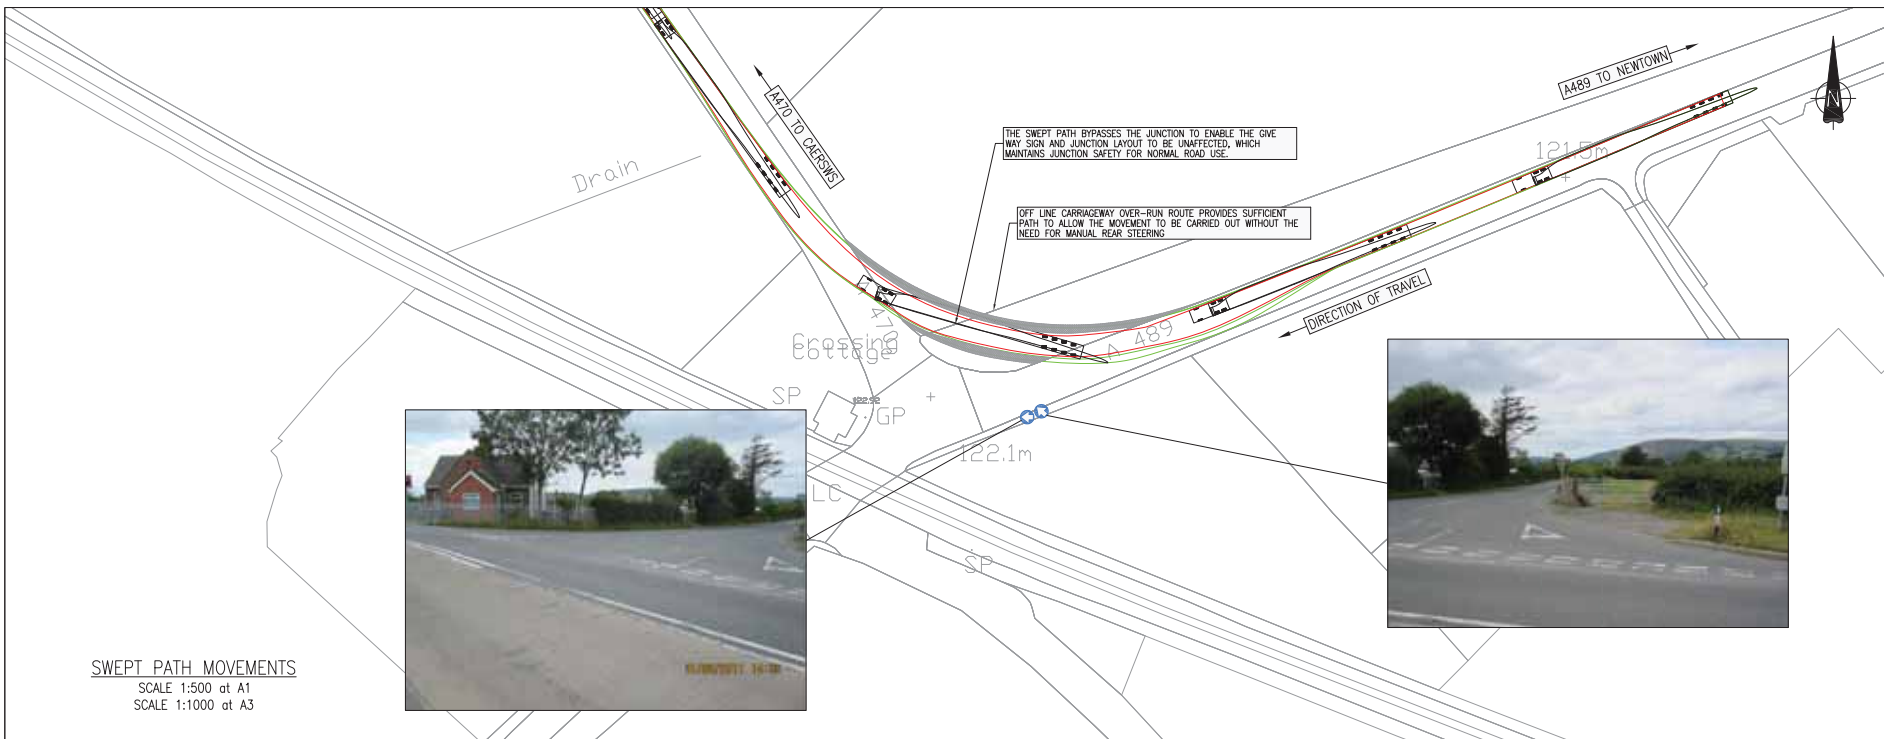 A470 TO CAERSWS
A489 TO NEWTOWN
N
THE SWEPT PATH BYPASSES THE JUNCTION TO ENABLE THE GIVE
WAY SIGN AND JUNCTION LAYOUT TO BE UNAFFECTED, WHICH
MAINTAINS JUNCTION SAFETY FOR NORMAL ROAD USE.
121.5m
Drain
OFF LINE CARRIAGEWAY OVER-RUN ROUTE PROVIDES SUFFICIENT
PATH TO ALLOW THE MOVEMENT TO BE CARRIED OUT WITHOUT THE
NEED FOR MANUAL REAR STEERING
DIRECTION OF TRAVEL
A 470
A 489
Crossing
Cottage
SP
GP
122.1m
LC
SP
SWEPT PATH MOVEMENTS
SCALE 1:500 at A1
SCALE 1:1000 at A3